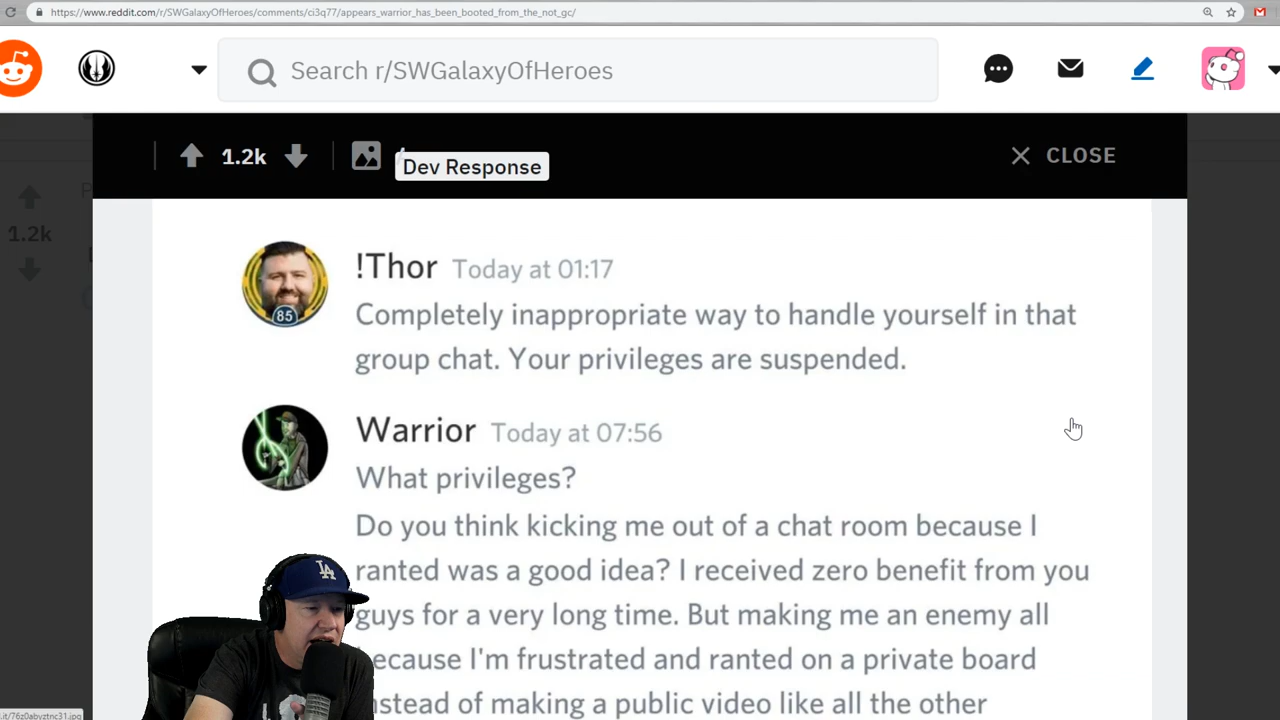 https://www.reddit.com/r/SWGalaxyOfHeroes/comments/ci3q77/appears_warrior_has_been_booted_from_the_not_gc/
Search r/SWGalaxyOfHeroes
1.2k
Dev Response
CLOSE
1.2k
!Thor Today at 01:17
85
Completely inappropriate way to handle yourself in that
group chat. Your privileges are suspended.
Warrior Today at 07:56
What privileges?
Do you think kicking me out of a chat room because I
ranted was a good idea? I received zero benefit from you
guys for a very long time. But making me an enemy all
because I'm frustrated and ranted on a private board
instead of making a public video like all the other
LA